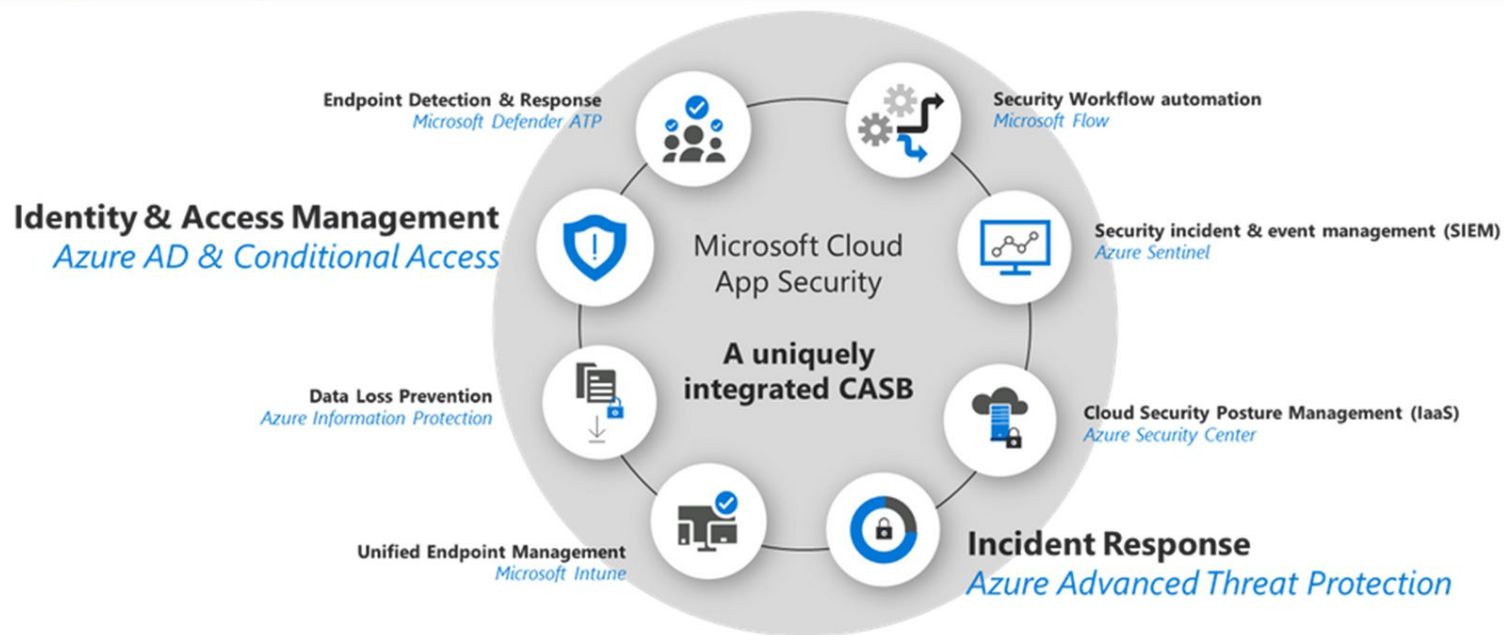 Endpoint Detection & Response
Microsoft Defender ATP
Security Workflow automation
Microsoft Flow
Identity & Access Management
Azure AD & Conditional Access
Microsoft Cloud
App Security
A uniquely
integrated CASB
Security incident & event management (SIEM)
Azure Sentinel
Data Loss Prevention
Azure Information Protection
Cloud Security Posture Management (IaaS)
Azure Security Center
Unified Endpoint Management
Microsoft Intune
Incident Response
Azure Advanced Threat Protection